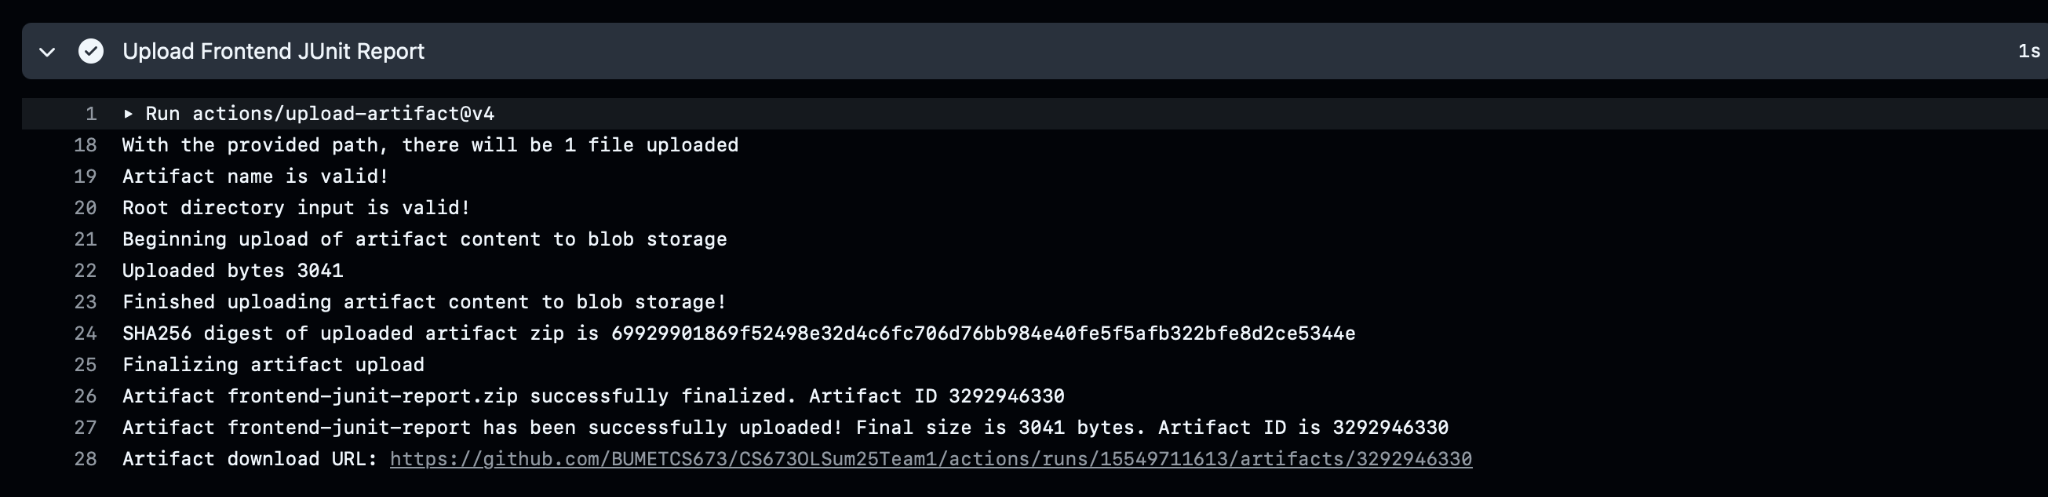 Upload Frontend JUnit Report 1s
1 ▸ Run actions/upload-artifact@v4
18 With the provided path, there will be 1 file uploaded
19 Artifact name is valid!
20 Root directory input is valid!
21 Beginning upload of artifact content to blob storage
22 Uploaded bytes 3041
23 Finished uploading artifact content to blob storage!
24 SHA256 digest of uploaded artifact zip is 69929901869f52498e32d4c6fc706d76bb984e40fe5f5afb322bfe8d2ce5344e
25 Finalizing artifact upload
26 Artifact frontend-junit-report.zip successfully finalized. Artifact ID 3292946330
27 Artifact frontend-junit-report has been successfully uploaded! Final size is 3041 bytes. Artifact ID is 3292946330
28 Artifact download URL: https://github.com/BUMETCS673/CS673OLSum25Team1/actions/runs/15549711613/artifacts/3292946330